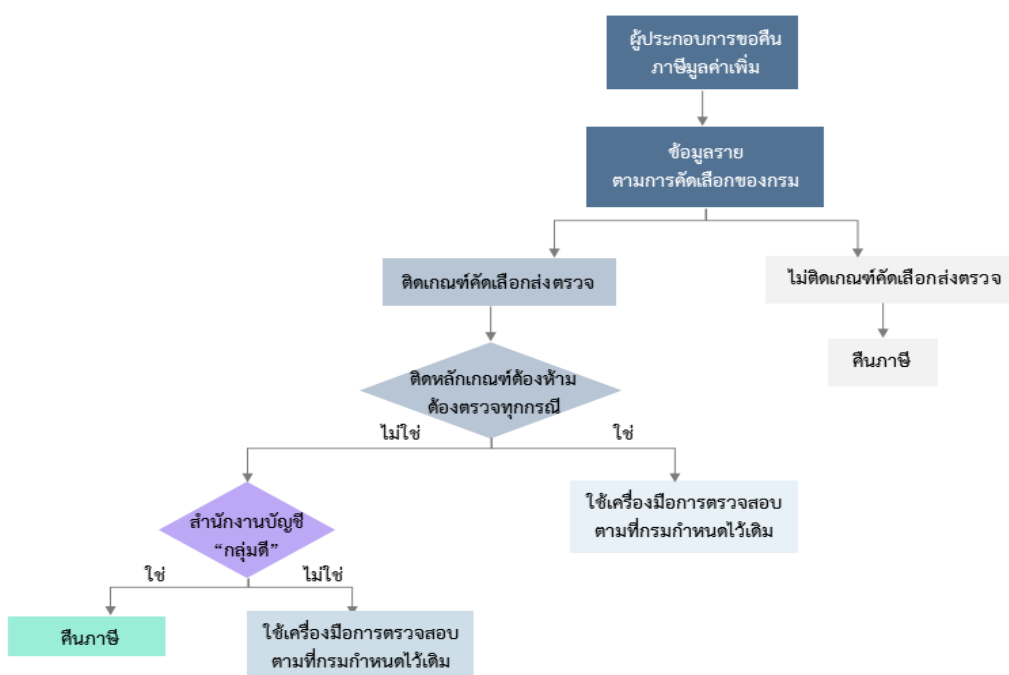 ผู้ประกอบการขอคืน
ภาษีมูลค่าเพิ่ม
ข้อมูลราย
ตามการคัดเลือกของกรม
ติดเกณฑ์คัดเลือกส่งตรวจ
ไม่ติดเกณฑ์คัดเลือกส่งตรวจ
คืนภาษี
ติดหลักเกณฑ์ต้องห้าม
ต้องตรวจทุกกรณี
ไม่ใช่
ใช่
สำนักงานบัญชี
“กลุ่มดี”
ใช้เครื่องมือการตรวจสอบ
ตามที่กรมกำหนดไว้เดิม
ใช่
ไม่ใช่
คืนภาษี
ใช้เครื่องมือการตรวจสอบ
ตามที่กรมกำหนดไว้เดิม